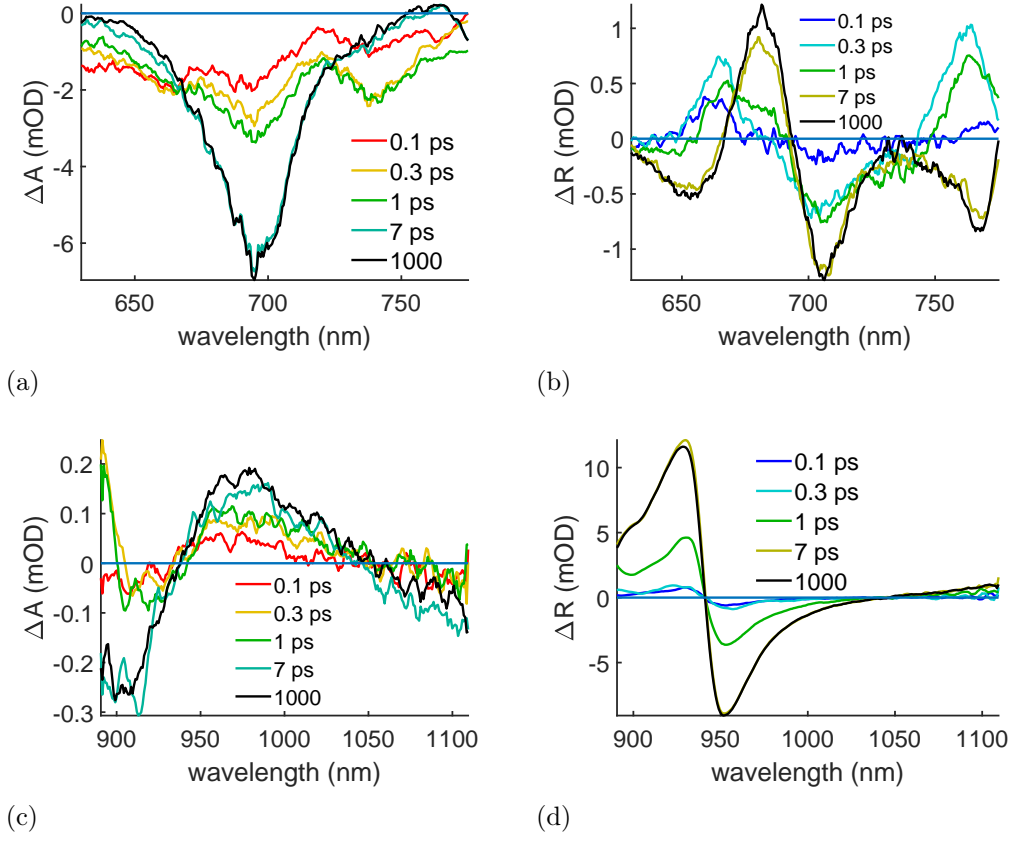 0
-2
-4
-6
ΔA (mOD)
650
700
750
wavelength (nm)
0.1 ps
0.3 ps
1 ps
7 ps
1000
(a)
1
0.5
0
-0.5
-1
ΔR (mOD)
650
700
750
wavelength (nm)
0.1 ps
0.3 ps
1 ps
7 ps
1000
(b)
0.2
0.1
0
-0.1
-0.2
-0.3
ΔA (mOD)
900
950
1000
1050
1100
wavelength (nm)
0.1 ps
0.3 ps
1 ps
7 ps
1000
(c)
10
5
0
-5
ΔR (mOD)
900
950
1000
1050
1100
wavelength (nm)
0.1 ps
0.3 ps
1 ps
7 ps
1000
(d)